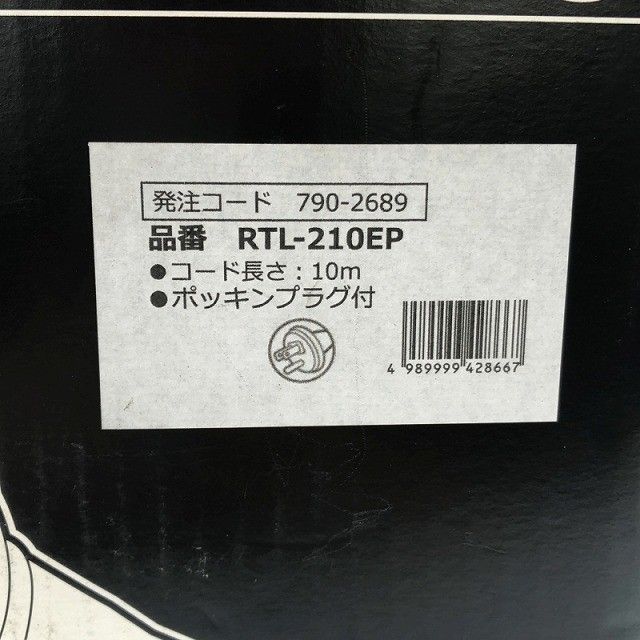 発注コード 790-2689
品番 RTL-210EP
●コード長さ：10m
●ポッキンプラグ付
4 989999 428667